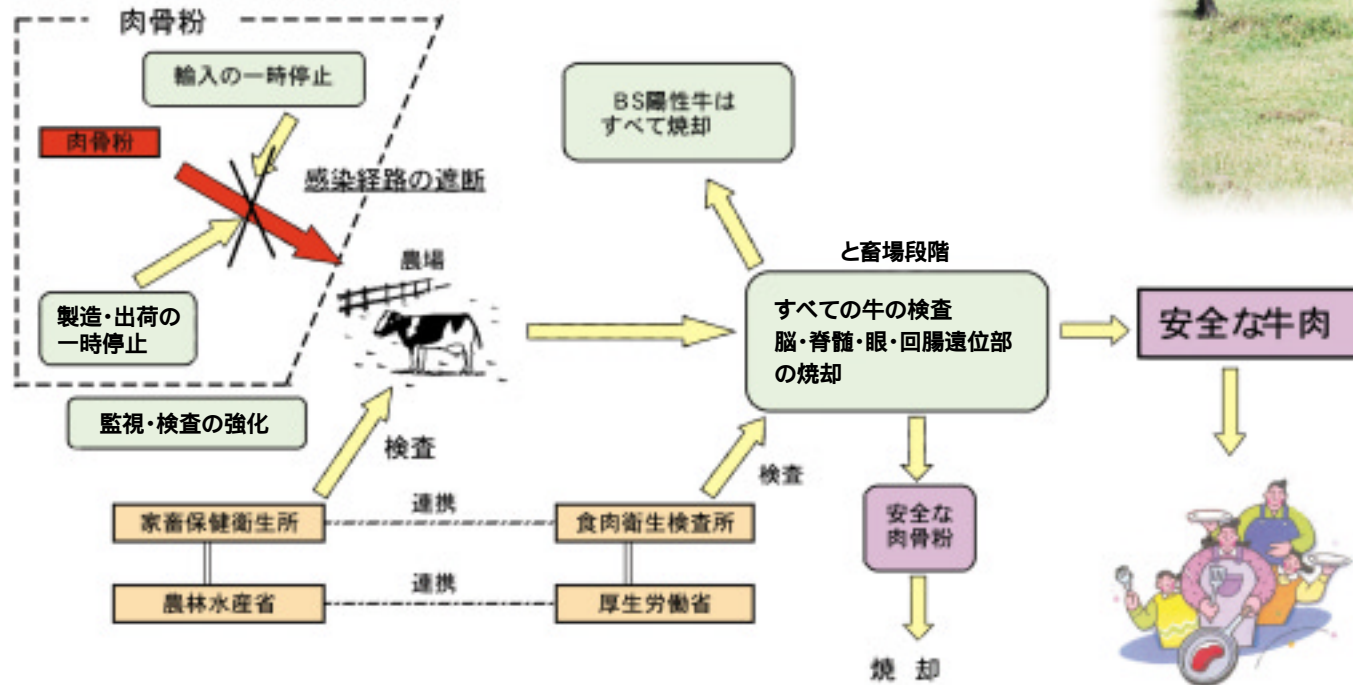 肉骨粉
輸入の一時停止
肉骨粉
感染経路の遮断
製造・出荷の
一時停止
監視・検査の強化
農場
検査
BS陽性牛は
すべて焼却
と畜場段階
すべての牛の検査
脳・脊髄・眼・回腸遠位部
の焼却
安全な牛肉
検査
家畜保健衛生所
連携
食肉衛生検査所
農林水産省
連携
厚生労働省
安全な
肉骨粉
焼却